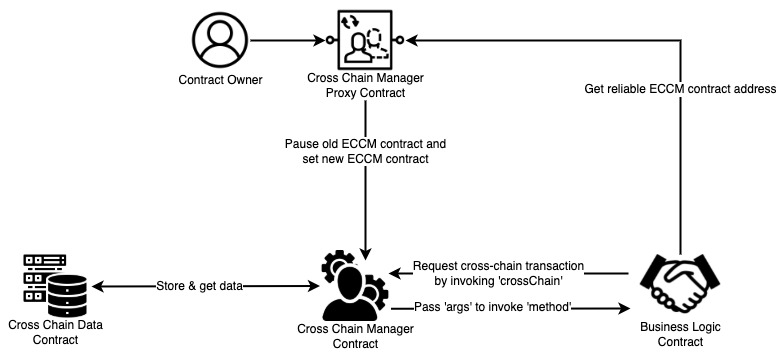 Contract Owner
Cross Chain Manager
Proxy Contract
Get reliable ECCM contract address
Pause old ECCM contract and
set new ECCM contract
Store & get data
Request cross-chain transaction
by invoking 'crossChain'
Pass 'args' to invoke 'method'
Cross Chain Data
Contract
Cross Chain Manager
Contract
Business Logic
Contract